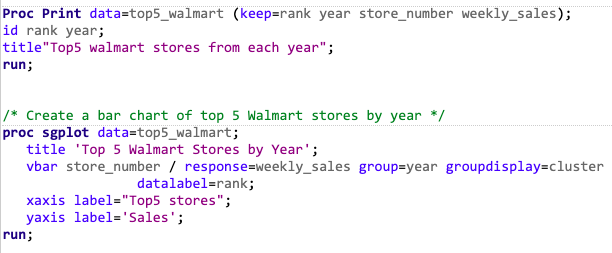 Proc Print data=top5_walmart (keep=rank year store_number weekly_sales);
id rank year;
title"Top5 walmart stores from each year";
run;
/* Create a bar chart of top 5 Walmart stores by year */
proc sgplot data=top5_walmart;
title 'Top 5 Walmart Stores by Year';
vbar store_number / response=weekly_sales group=year groupdisplay=cluster
datalabel=rank;
xaxis label="Top5 stores";
yaxis label='Sales';
run;